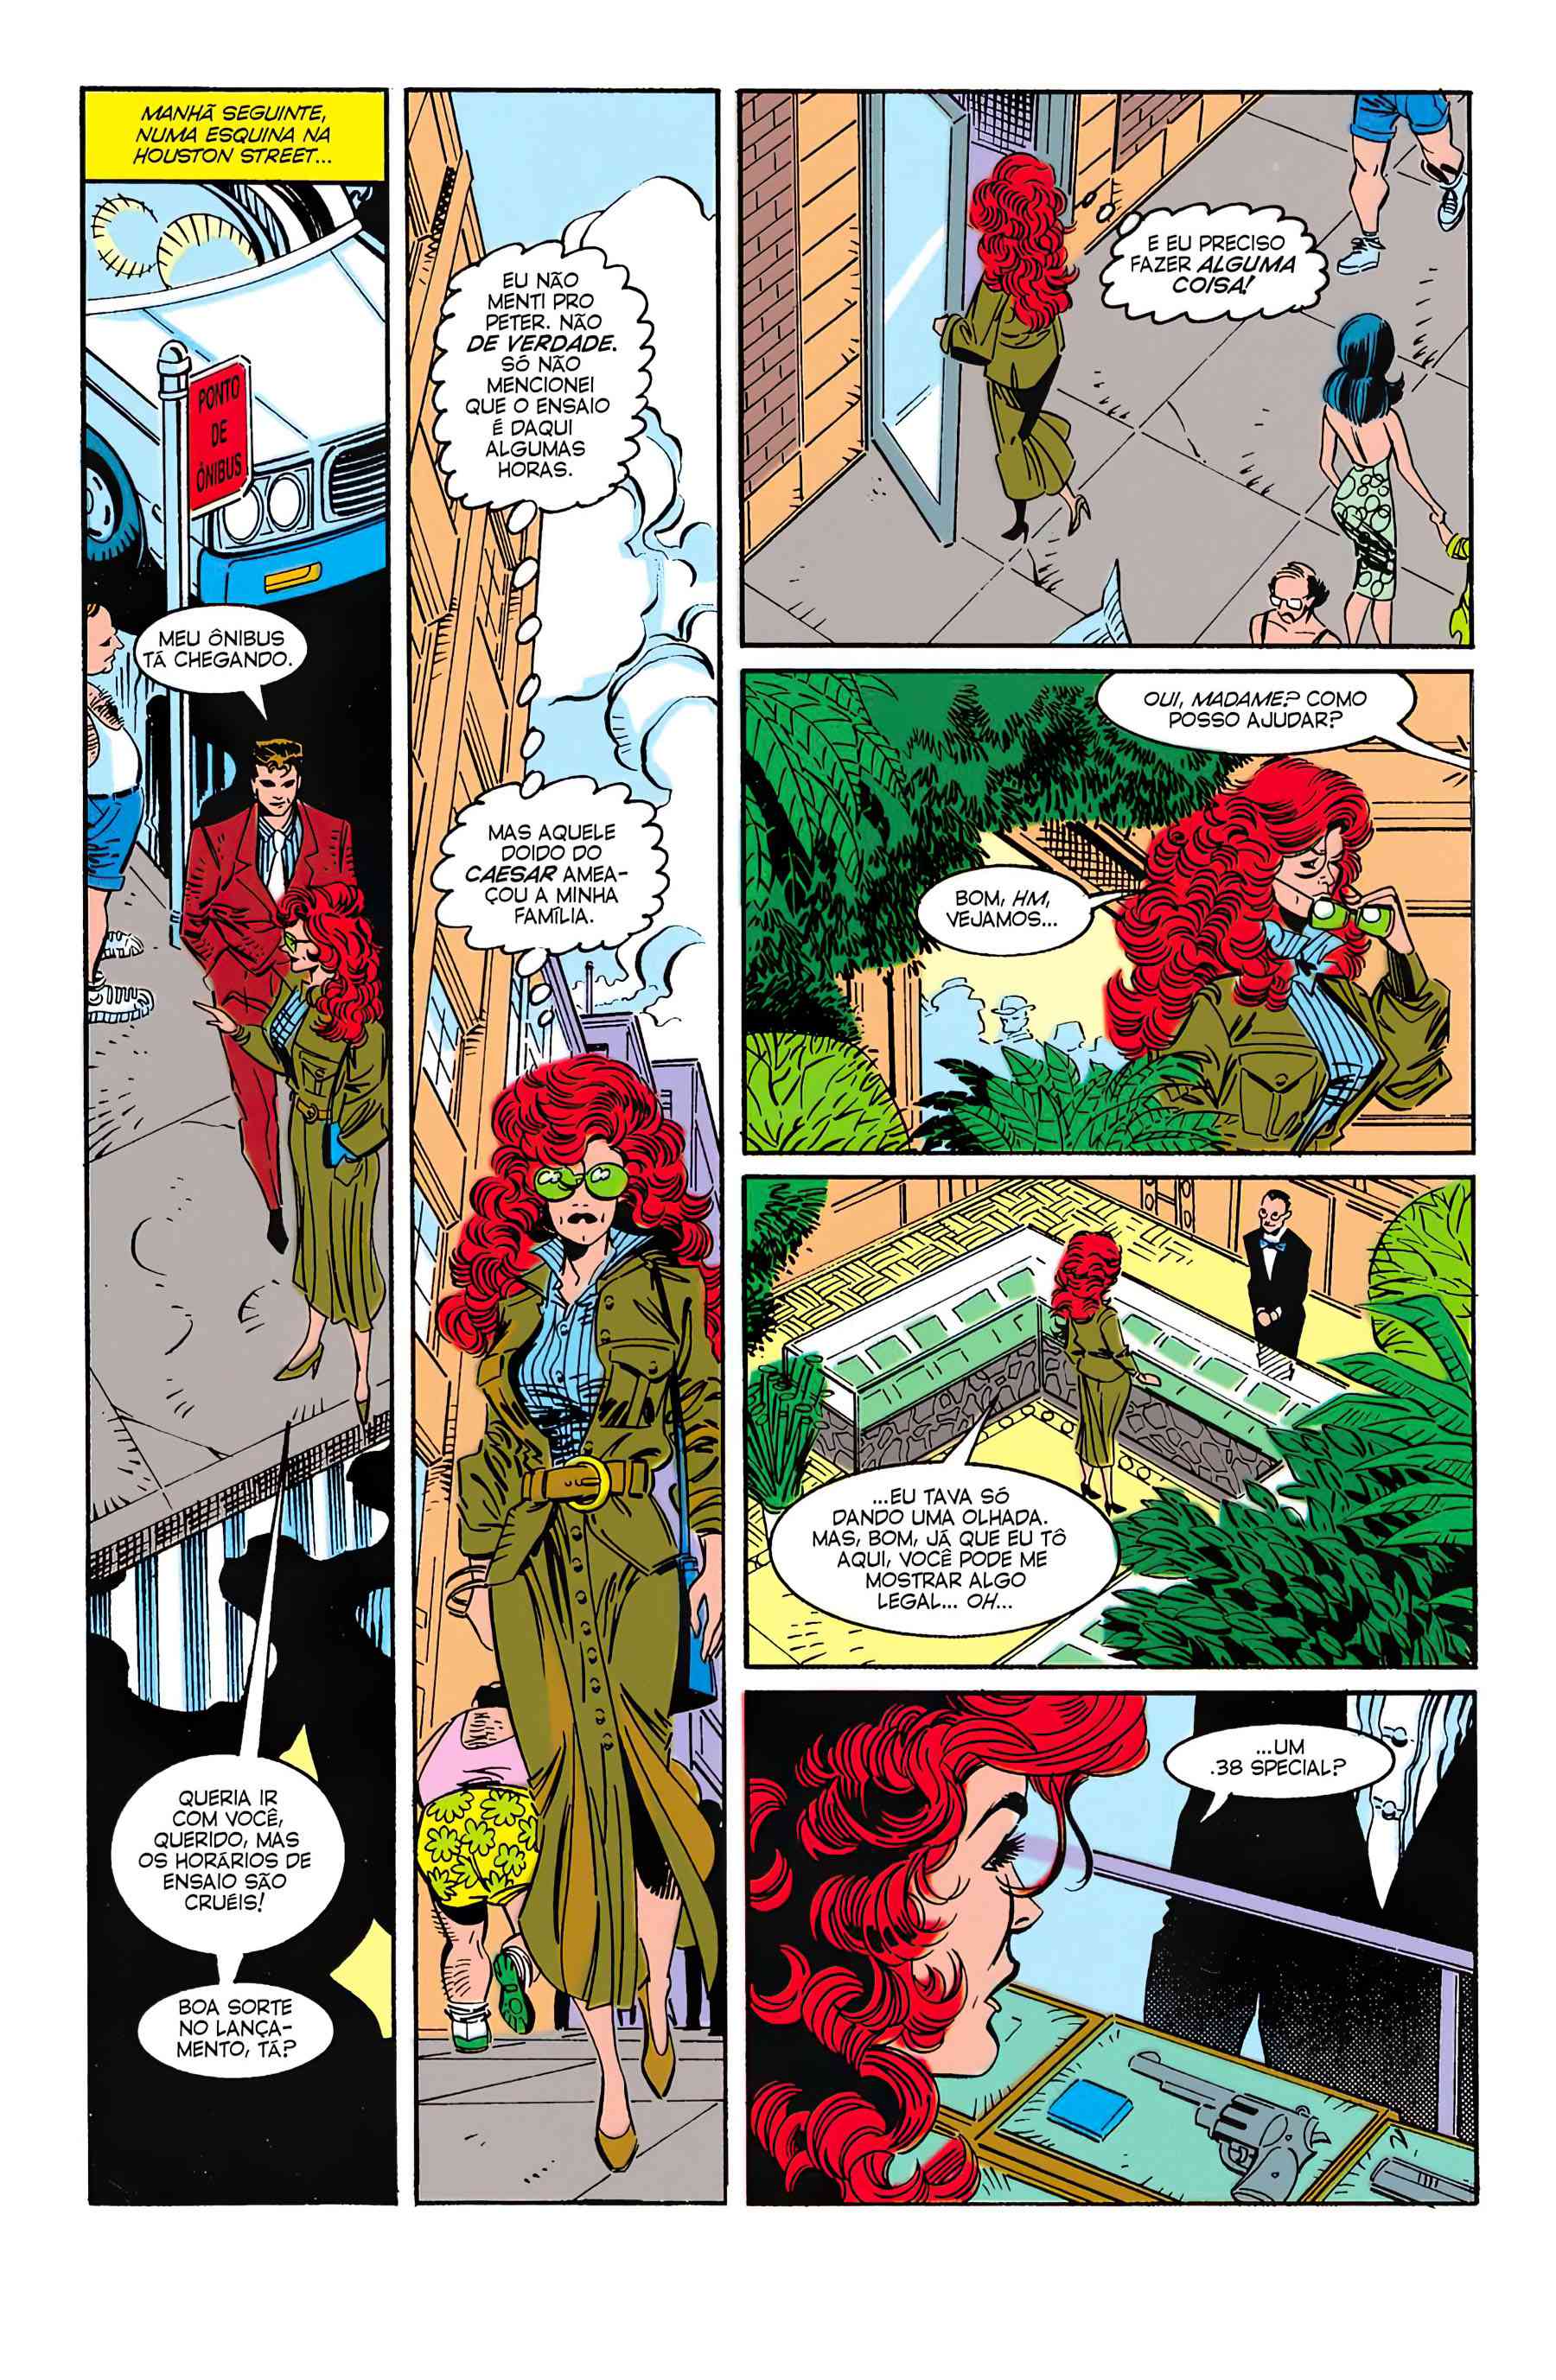 MANHÃ SEGUINTE,
NUMA ESQUINA NA
HOUSTON STREET...
PONTO
DE
ÔNIBUS
MEU ÔNIBUS
TÁ CHEGANDO.
QUERIA IR
COM VOCÊ,
QUERIDO, MAS
OS HORÁRIOS DE
ENSAIO SÃO
CRUÉIS!
BOA SORTE
NO LANÇA-
MENTO, TÁ?
EU NÃO
MENTI PRO
PETER. NÃO
DE VERDADE.
SÓ NÃO
MENCIONEI
QUE O ENSAIO
É DAQUI
ALGUMAS
HORAS.
MAS AQUELE
DOIDO DO
CAESAR AMEA-
ÇOU A MINHA
FAMÍLIA.
E EU PRECISO
FAZER ALGUMA
COISA!
OUI, MADAME? COMO
POSSO AJUDAR?
BOM, HM,
VEJAMOS...
...EU TAVA SÓ
DANDO UMA OLHADA.
MAS, BOM, JÁ QUE EU TÔ
AQUI, VOCÊ PODE ME
MOSTRAR ALGO
LEGAL... OH...
...UM
.38 SPECIAL?